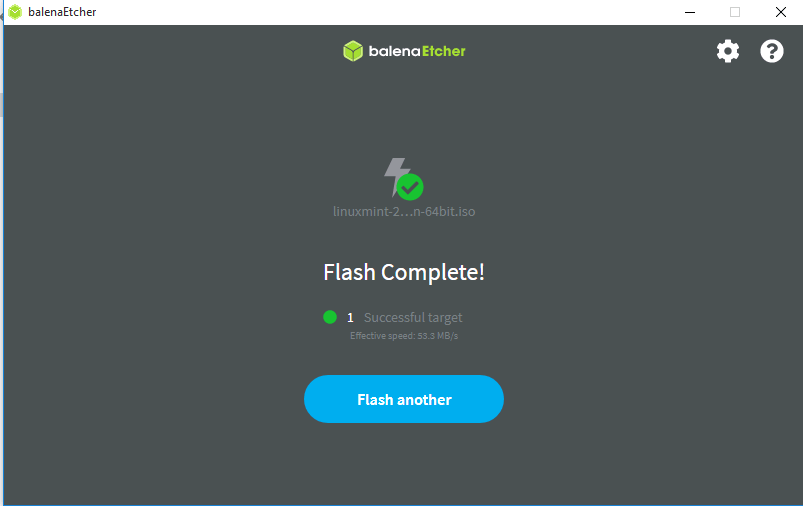 balenaEtcher
balenaEtcher
linuxmint-2...n-64bit.iso
Flash Complete!
1 Successful target
Effective speed: 53.3 MB/s
Flash another